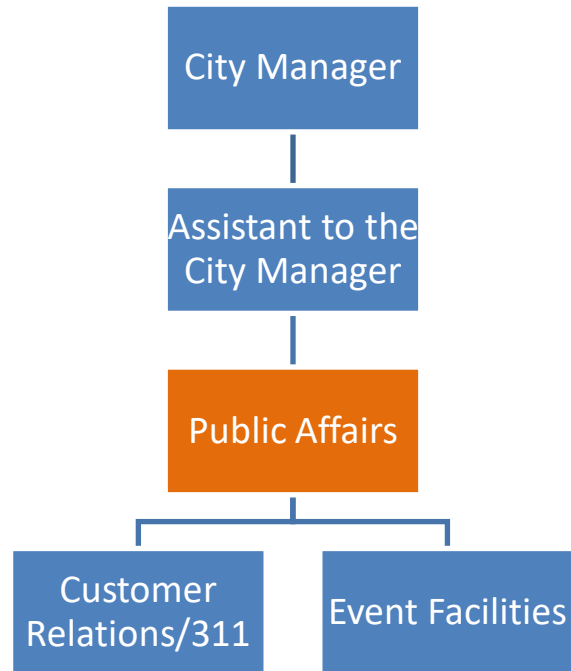 City Manager
Assistant to the
City Manager
Public Affairs
Customer
Relations/311
Event Facilities